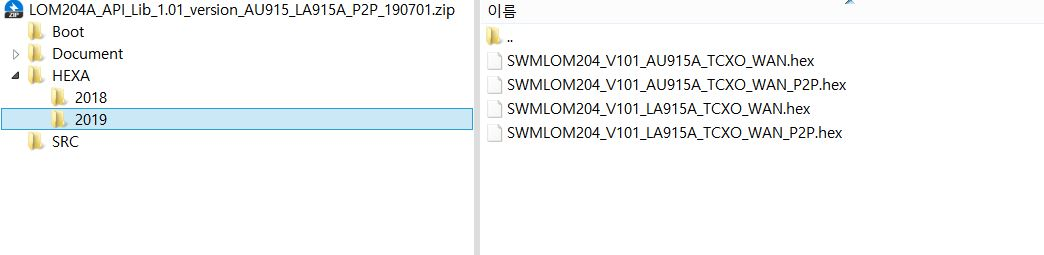 LOM204A_API_Lib_1.01_version_AU915_LA915A_P2P_190701.zip
Boot
Document
HEXA
2018
2019
SRC
이름
..
SWMLOM204_V101_AU915A_TCXO_WAN.hex
SWMLOM204_V101_AU915A_TCXO_WAN_P2P.hex
SWMLOM204_V101_LA915A_TCXO_WAN.hex
SWMLOM204_V101_LA915A_TCXO_WAN_P2P.hex